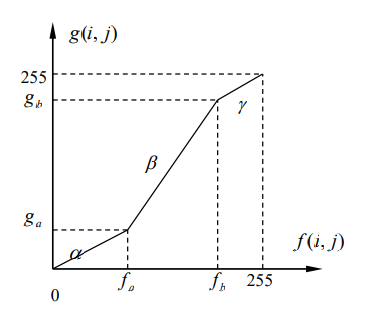 g(i, j)
255
g_b
γ
β
g_a
f(i, j)
α
0
f_a
f_b
255